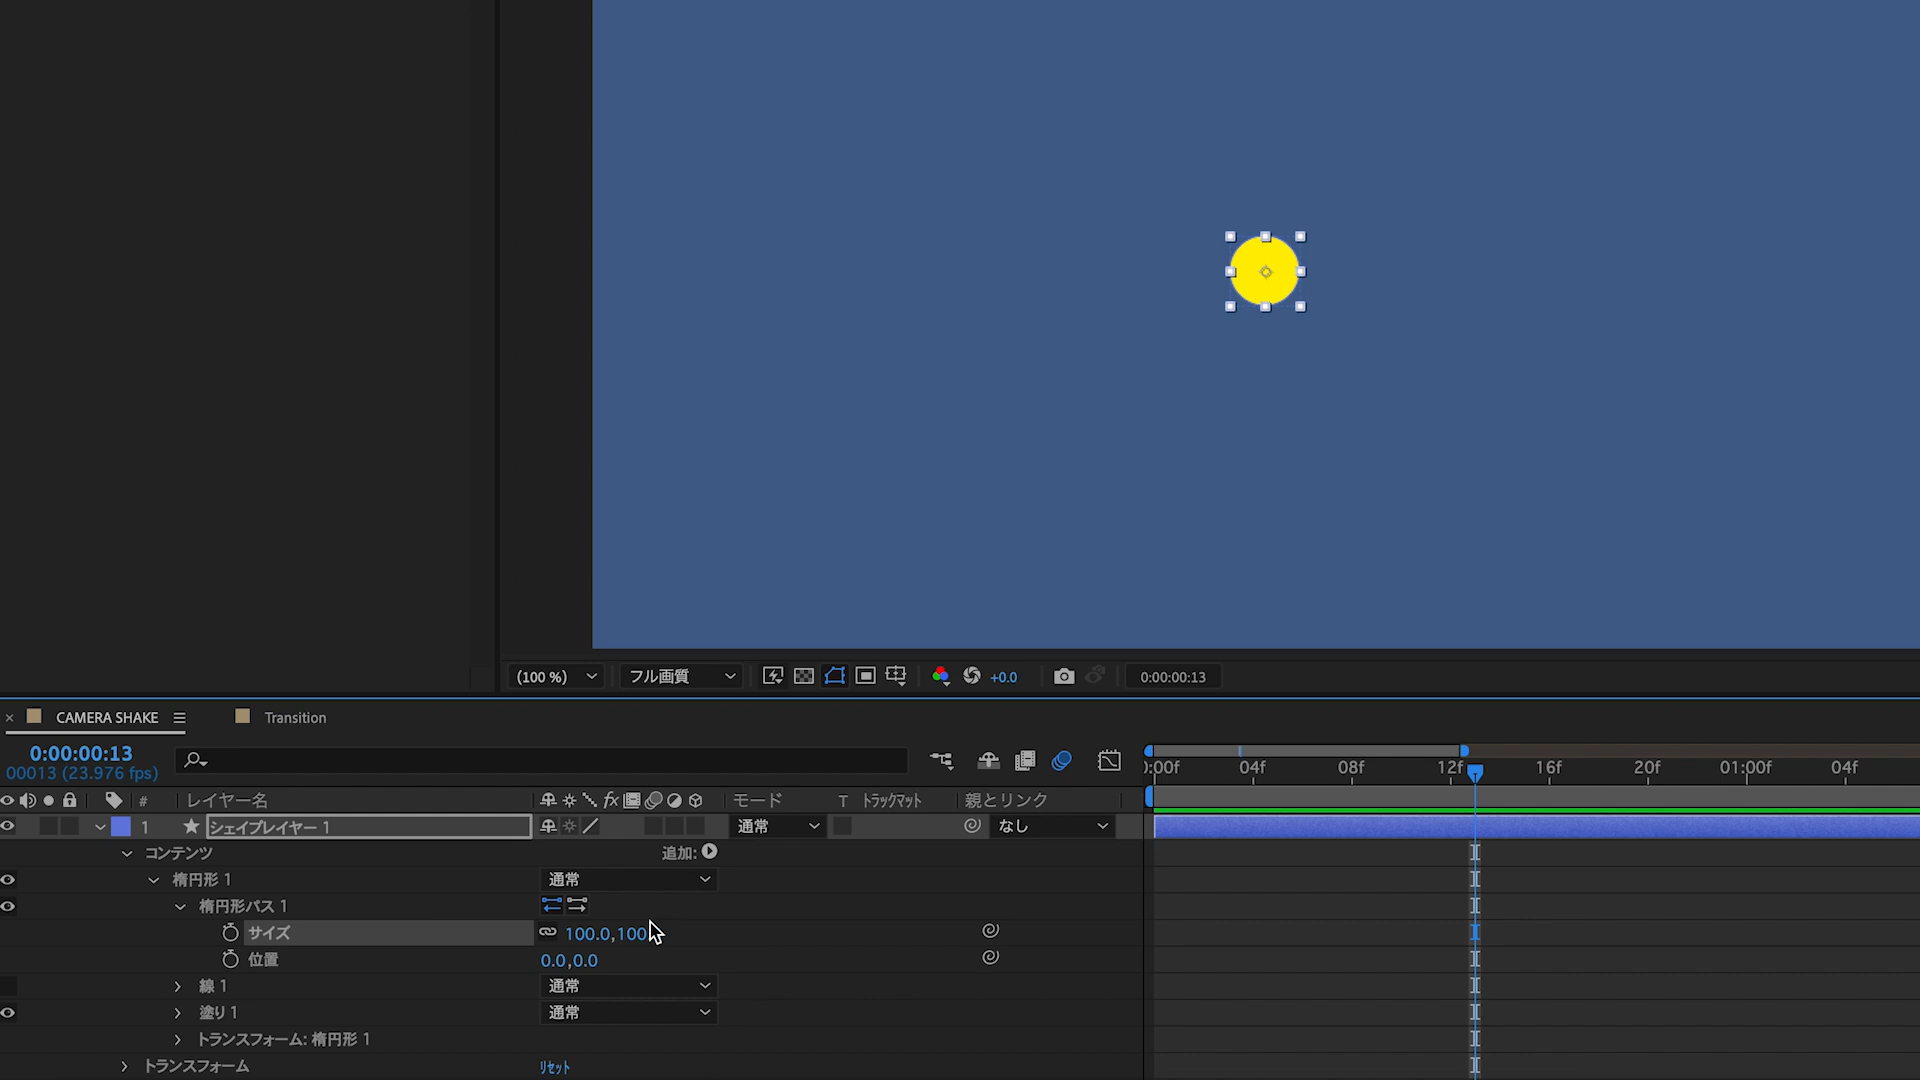 (100 %)
フル画質
+0.0
0:00:00:13
CAMERA SHAKE
Transition
0:00:00:13
00013 (23.976 fps)
):00f 04f 08f 12f 16f 20f 01:00f 04f
# レイヤー名 fx モード T トラックマット 親とリンク
1 シェイプレイヤー 1 通常 なし
コンテンツ 追加:
楕円形 1 通常
楕円形パス 1
サイズ 100.0,100
位置 0.0,0.0
線 1 通常
塗り 1 通常
トランスフォーム: 楕円形 1
トランスフォーム リセット